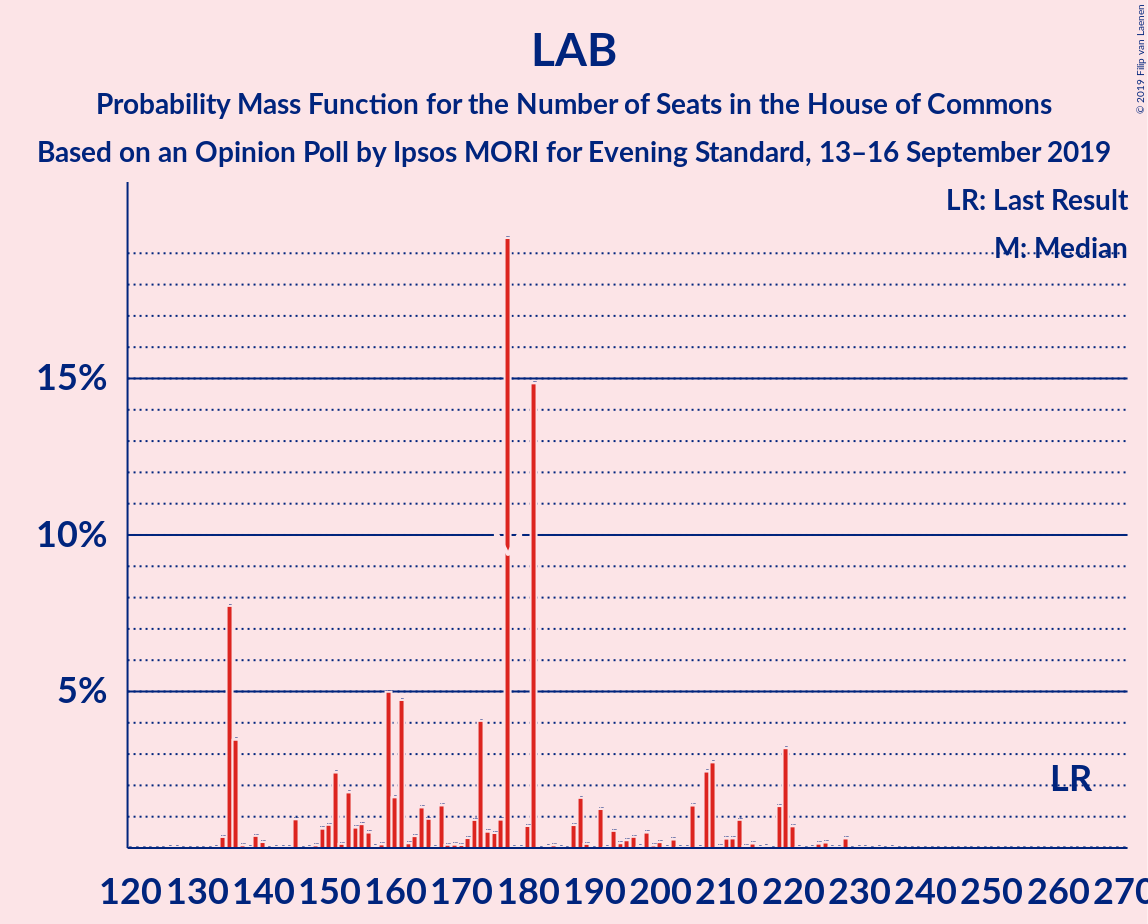 © 2019 Filip van Laenen
LAB
Probability Mass Function for the Number of Seats in the House of Commons
Based on an Opinion Poll by Ipsos MORI for Evening Standard, 13–16 September 2019
LR: Last Result
M: Median
15%
10%
5%
LR
120 130 140 150 160 170 180 190 200 210 220 230 240 250 260 270